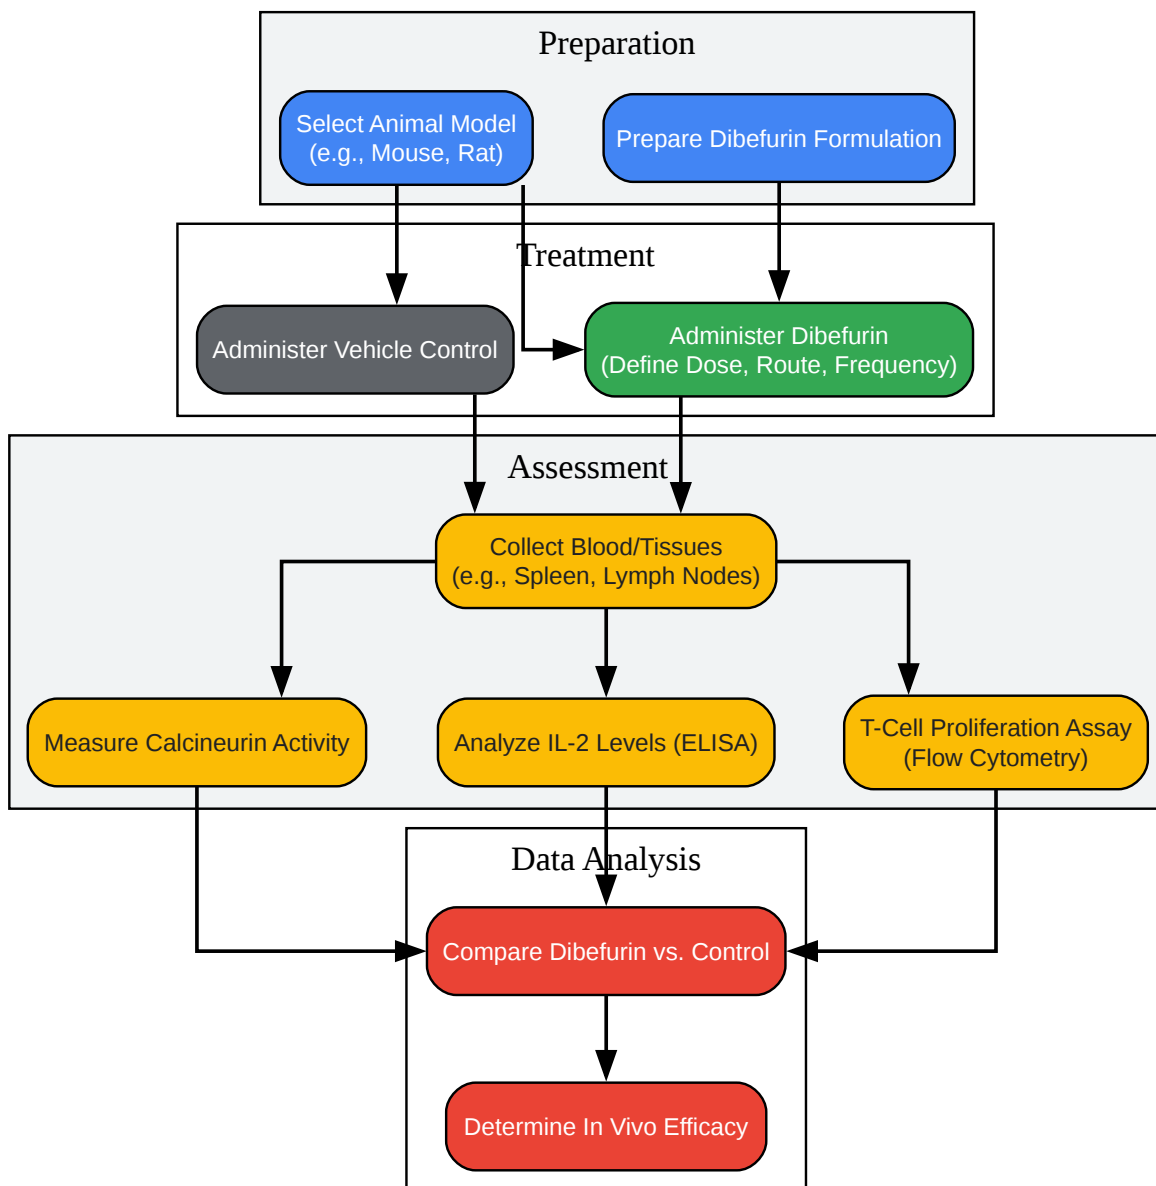 Preparation
Select Animal Model
(e.g., Mouse, Rat)
Prepare Dibefurin Formulation
Treatment
Administer Vehicle Control
Administer Dibefurin
(Define Dose, Route, Frequency)
Assessment
Collect Blood/Tissues
(e.g., Spleen, Lymph Nodes)
Measure Calcineurin Activity
Analyze IL-2 Levels (ELISA)
T-Cell Proliferation Assay
(Flow Cytometry)
Data Analysis
Compare Dibefurin vs. Control
Determine In Vivo Efficacy